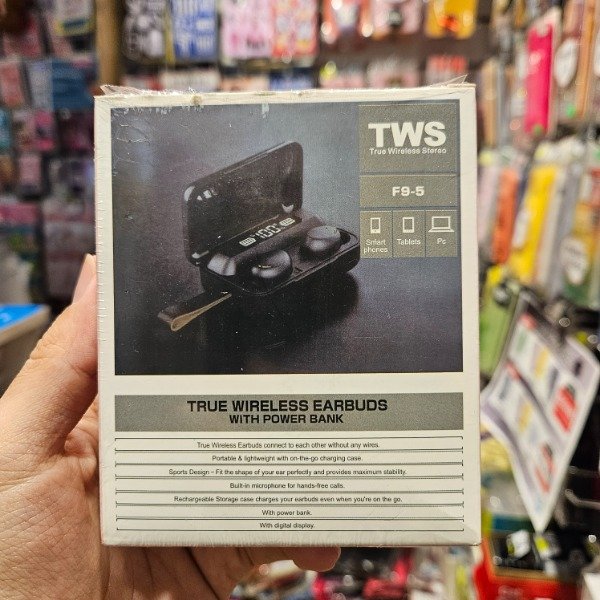 TWS
True Wireless Stereo
F9-5
Smart
phones
Tablets
Pc
100
TRUE WIRELESS EARBUDS
WITH POWER BANK
True Wireless Earbuds connect to each other without any wires.
Portable & lightweight with on-the-go charging case.
Sports Design - Fit the shape of your ear perfectly and provides maximum stability.
Built-in microphone for hands-free calls.
Rechargeable Storage case charges your earbuds even when you're on the go.
With power bank.
With digital display.